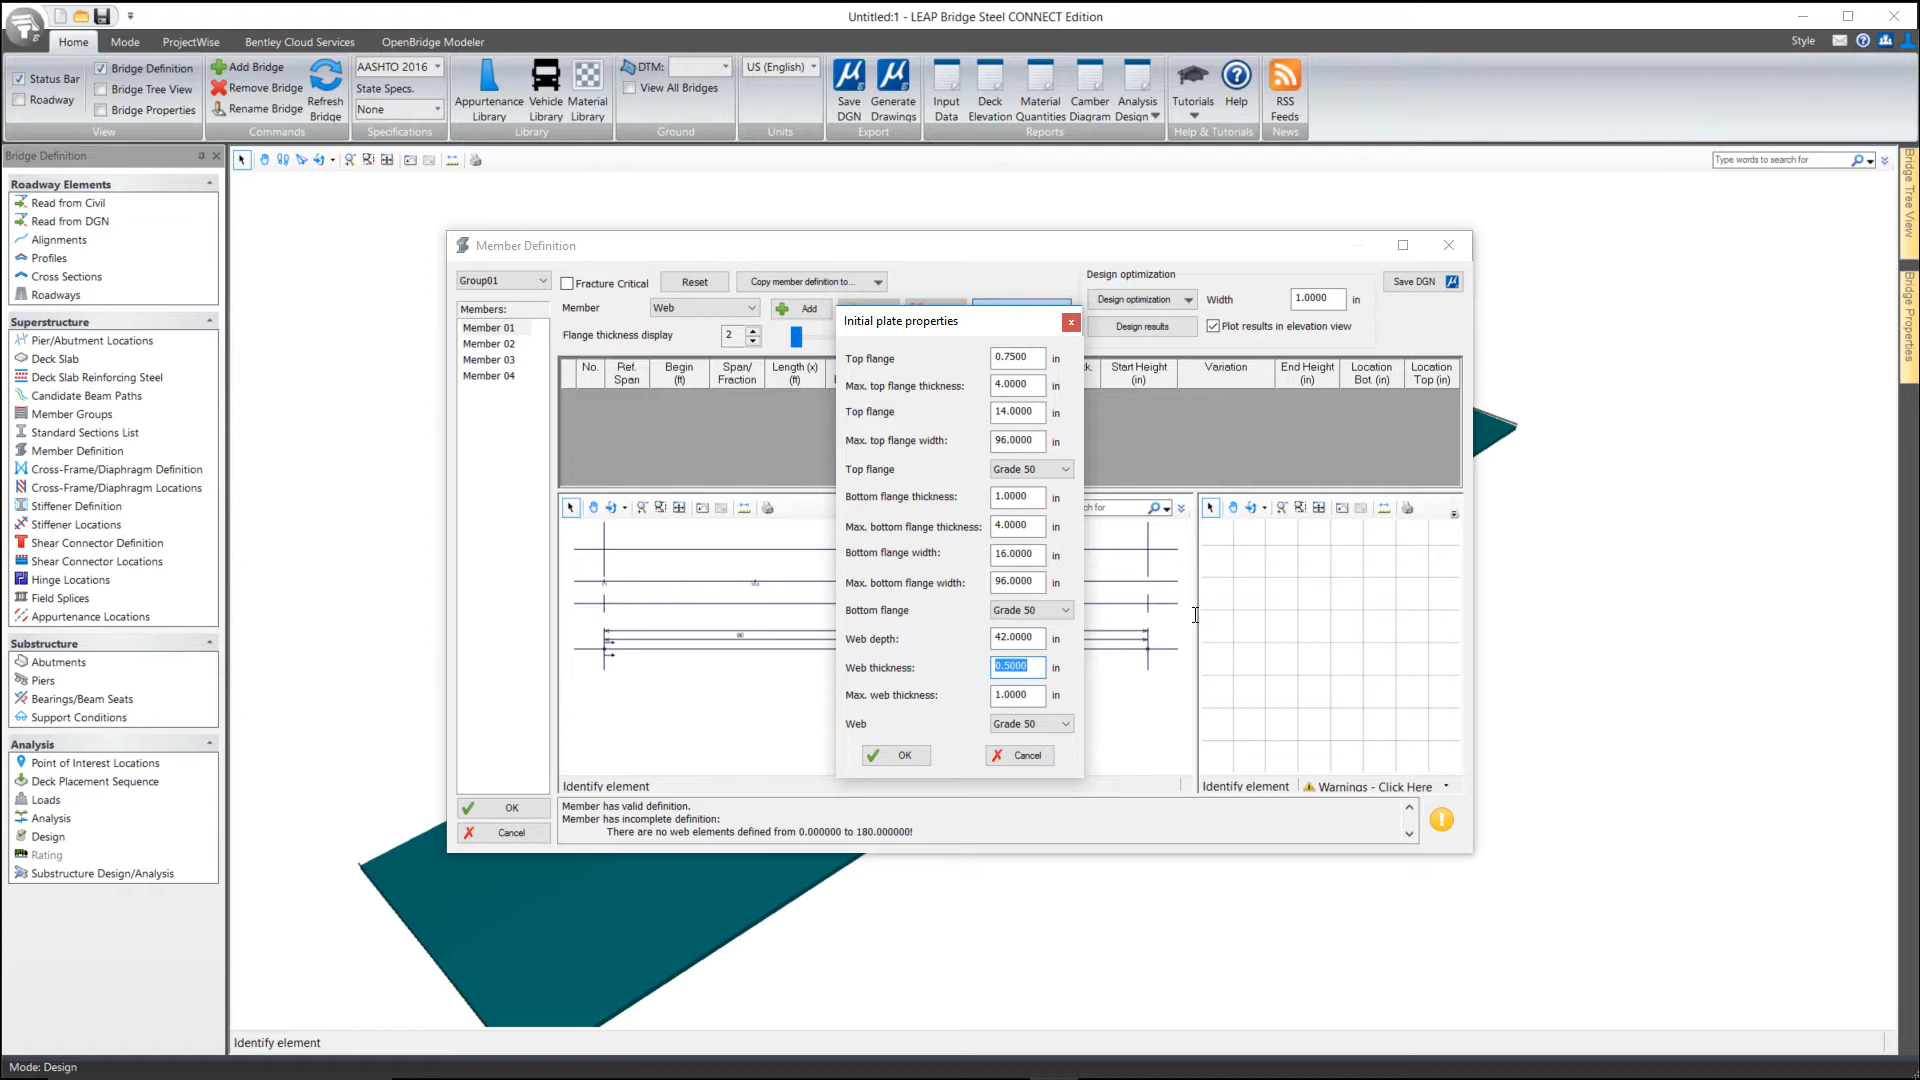 Untitled:1 - LEAP Bridge Steel CONNECT Edition
Home
Mode
ProjectWise
Bentley Cloud Services
OpenBridge Modeler
Style
Status Bar
Roadway
Bridge Definition
Bridge Tree View
Bridge Properties
View
Add Bridge
Remove Bridge
Rename Bridge
Refresh
Bridge
Commands
AASHTO 2016
State Specs.
None
Specifications
Appurtenance
Library
Vehicle
Library
Material
Library
Library
DTM:
View All Bridges
Ground
US (English)
Units
Save
DGN
Generate
Drawings
Export
Input
Data
Deck
Elevation
Material
Quantities
Camber
Diagram
Analysis
Design
Reports
Tutorials
Help
Help & Tutorials
RSS
Feeds
News
Bridge Definition
Type words to search for
Bridge Tree View
Bridge Properties
Roadway Elements
Read from Civil
Read from DGN
Alignments
Profiles
Cross Sections
Roadways
Superstructure
Pier/Abutment Locations
Deck Slab
Deck Slab Reinforcing Steel
Candidate Beam Paths
Member Groups
Standard Sections List
Member Definition
Cross-Frame/Diaphragm Definition
Cross-Frame/Diaphragm Locations
Stiffener Definition
Stiffener Locations
Shear Connector Definition
Shear Connector Locations
Hinge Locations
Field Splices
Appurtenance Locations
Substructure
Abutments
Piers
Bearings/Beam Seats
Support Conditions
Analysis
Point of Interest Locations
Deck Placement Sequence
Loads
Analysis
Design
Rating
Substructure Design/Analysis
Member Definition
Group01
Fracture Critical
Reset
Copy member definition to...
Members:
Member 01
Member 02
Member 03
Member 04
Member
Web
Add
Flange thickness display
2
Design optimization
Design optimization
Width
1.0000
in
Design results
Plot results in elevation view
Save DGN
No.
Ref.
Span
Begin
(ft)
Span/
Fraction
Length (x)
(ft)
k.
Start Height
(in)
Variation
End Height
(in)
Location
Bot. (in)
Location
Top (in)
ch for
Initial plate properties
Top flange 0.7500 in
Max. top flange thickness: 4.0000 in
Top flange 14.0000 in
Max. top flange width: 96.0000 in
Top flange Grade 50
Bottom flange thickness: 1.0000 in
Max. bottom flange thickness: 4.0000 in
Bottom flange width: 16.0000 in
Max. bottom flange width: 96.0000 in
Bottom flange Grade 50
Web depth: 42.0000 in
Web thickness: 0.5000 in
Max. web thickness: 1.0000 in
Web Grade 50
OK
Cancel
Identify element
Identify element
Warnings - Click Here
OK
Cancel
Member has valid definition.
Member has incomplete definition:
There are no web elements defined from 0.000000 to 180.000000!
Identify element
Mode: Design